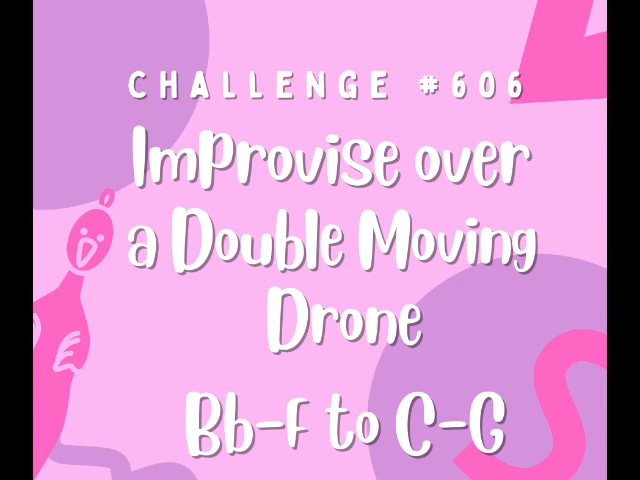 CHALLENGE #606
Improvise over
a Double Moving
Drone
Bb-F to C-G